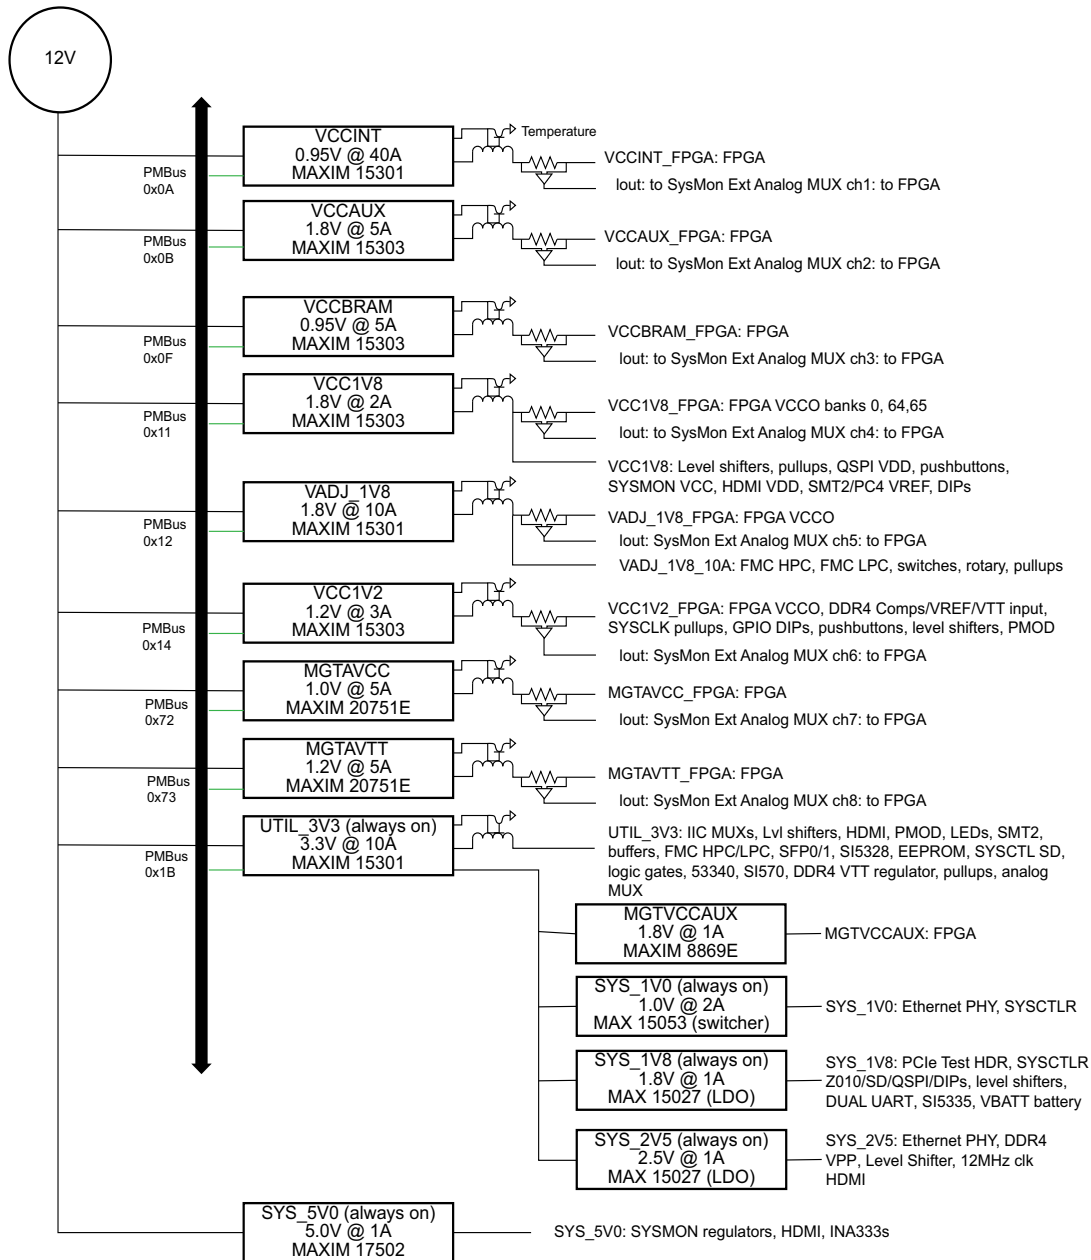 12V
VCCINT
0.95V @ 40A
MAXIM 15301
PMBus
0x0A
Temperature
VCCINT_FPGA: FPGA
Iout: to SysMon Ext Analog MUX ch1: to FPGA
VCCAUX
1.8V @ 5A
MAXIM 15303
PMBus
0x0B
VCCAUX_FPGA: FPGA
Iout: to SysMon Ext Analog MUX ch2: to FPGA
VCCBRAM
0.95V @ 5A
MAXIM 15303
PMBus
0x0F
VCCBRAM_FPGA: FPGA
Iout: to SysMon Ext Analog MUX ch3: to FPGA
VCC1V8
1.8V @ 2A
MAXIM 15303
PMBus
0x11
VCC1V8_FPGA: FPGA VCCO banks 0, 64,65
Iout: to SysMon Ext Analog MUX ch4: to FPGA
VCC1V8: Level shifters, pullups, QSPI VDD, pushbuttons,
SYSMON VCC, HDMI VDD, SMT2/PC4 VREF, DIPs
VADJ_1V8
1.8V @ 10A
MAXIM 15301
PMBus
0x12
VADJ_1V8_FPGA: FPGA VCCO
Iout: SysMon Ext Analog MUX ch5: to FPGA
VADJ_1V8_10A: FMC HPC, FMC LPC, switches, rotary, pullups
VCC1V2
1.2V @ 3A
MAXIM 15303
PMBus
0x14
VCC1V2_FPGA: FPGA VCCO, DDR4 Comps/VREF/VTT input,
SYSCLK pullups, GPIO DIPs, pushbuttons, level shifters, PMOD
Iout: SysMon Ext Analog MUX ch6: to FPGA
MGTAVCC
1.0V @ 5A
MAXIM 20751E
PMBus
0x72
MGTAVCC_FPGA: FPGA
Iout: SysMon Ext Analog MUX ch7: to FPGA
MGTAVTT
1.2V @ 5A
MAXIM 20751E
PMBus
0x73
MGTAVTT_FPGA: FPGA
Iout: SysMon Ext Analog MUX ch8: to FPGA
UTIL_3V3 (always on)
3.3V @ 10A
MAXIM 15301
PMBus
0x1B
UTIL_3V3: IIC MUXs, Lvl shifters, HDMI, PMOD, LEDs, SMT2,
buffers, FMC HPC/LPC, SFP0/1, SI5328, EEPROM, SYSCTL SD,
logic gates, 53340, SI570, DDR4 VTT regulator, pullups, analog
MUX
MGTVCCAUX
1.8V @ 1A
MAXIM 8869E
MGTVCCAUX: FPGA
SYS_1V0 (always on)
1.0V @ 2A
MAX 15053 (switcher)
SYS_1V0: Ethernet PHY, SYSCTLR
SYS_1V8 (always on)
1.8V @ 1A
MAX 15027 (LDO)
SYS_1V8: PCIe Test HDR, SYSCTLR
Z010/SD/QSPI/DIPs, level shifters,
DUAL UART, SI5335, VBATT battery
SYS_2V5 (always on)
2.5V @ 1A
MAX 15027 (LDO)
SYS_2V5: Ethernet PHY, DDR4
VPP, Level Shifter, 12MHz clk
HDMI
SYS_5V0 (always on)
5.0V @ 1A
MAXIM 17502
SYS_5V0: SYSMON regulators, HDMI, INA333s